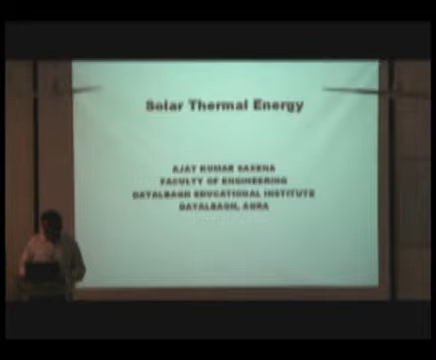 Solar Thermal Energy
AJAY KUMAR SAXENA
FACULTY OF ENGINEERING
DAYALBAGH EDUCATIONAL INSTITUTE
DAYALBAGH, AGRA